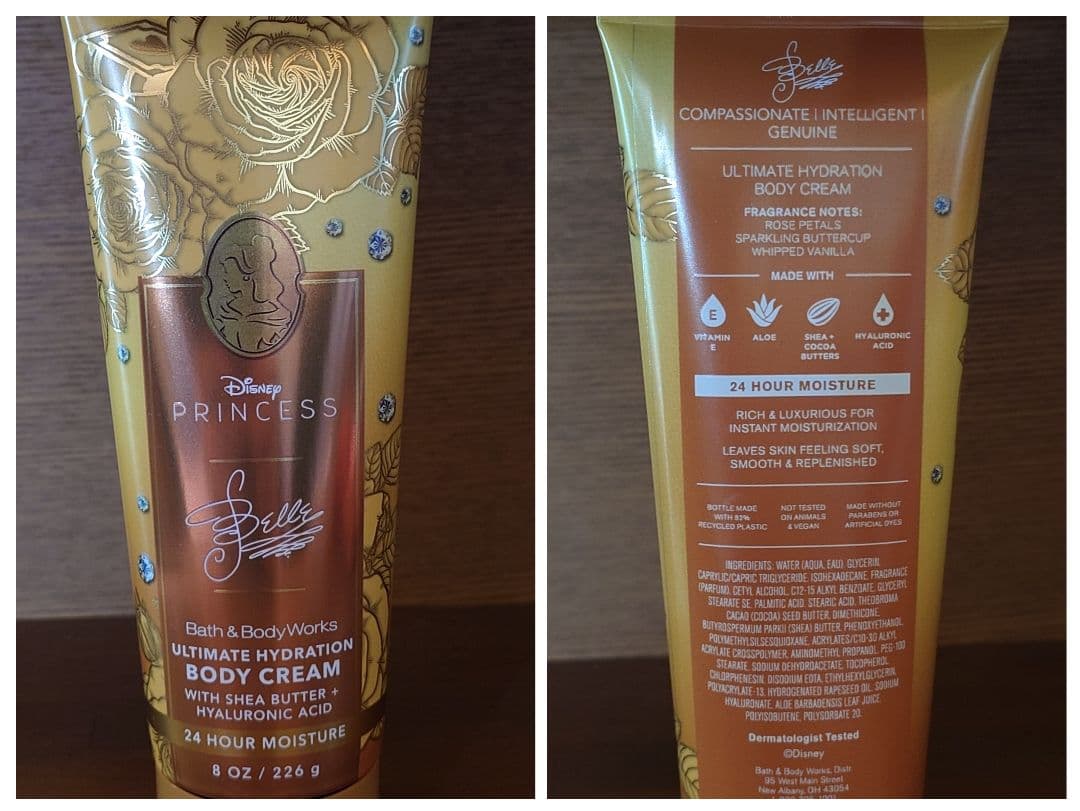 Disney
PRINCESS
Belle
Bath & Body Works
ULTIMATE HYDRATION
BODY CREAM
WITH SHEA BUTTER +
HYALURONIC ACID
24 HOUR MOISTURE
8 OZ / 226 g
Belle
COMPASSIONATE | INTELLIGENT |
GENUINE
ULTIMATE HYDRATION
BODY CREAM
FRAGRANCE NOTES:
ROSE PETALS
SPARKLING BUTTERCUP
WHIPPED VANILLA
MADE WITH
E
VITAMIN
E
ALOE
SHEA +
COCOA
BUTTERS
HYALURONIC
ACID
24 HOUR MOISTURE
RICH & LUXURIOUS FOR
INSTANT MOISTURIZATION
LEAVES SKIN FEELING SOFT,
SMOOTH & REPLENISHED
BOTTLE MADE
WITH 82%
RECYCLED PLASTIC
NOT TESTED
ON ANIMALS
& VEGAN
MADE WITHOUT
PARABENS OR
ARTIFICIAL DYES
INGREDIENTS: WATER (AQUA, EAU), GLYCERIN,
CAPRYLIC/CAPRIC TRIGLYCERIDE, ISOHEXADECANE, FRAGRANCE
(PARFUM), CETYL ALCOHOL, C12-15 ALKYL BENZOATE, GLYCERYL
STEARATE SE, PALMITIC ACID, STEARIC ACID, THEOBROMA
CACAO (COCOA) SEED BUTTER, DIMETHICONE,
BUTYROSPERMUM PARKII (SHEA) BUTTER, PHENOXYETHANOL,
POLYMETHYLSILSESQUIOXANE, ACRYLATES/C10-30 ALKYL
ACRYLATE CROSSPOLYMER, AMINOMETHYL PROPANOL, PEG-100
STEARATE, SODIUM DEHYDROACETATE, TOCOPHEROL,
CHLORPHENESIN, DISODIUM EDTA, ETHYLHEXYLGLYCERIN,
POLYACRYLATE-13, HYDROGENATED RAPESEED OIL, SODIUM
HYALURONATE, ALOE BARBADENSIS LEAF JUICE,
POLYISOBUTENE, POLYSORBATE 20.
Dermatologist Tested
©Disney
Bath & Body Works, Distr.
95 West Main Street
New Albany, OH 43054